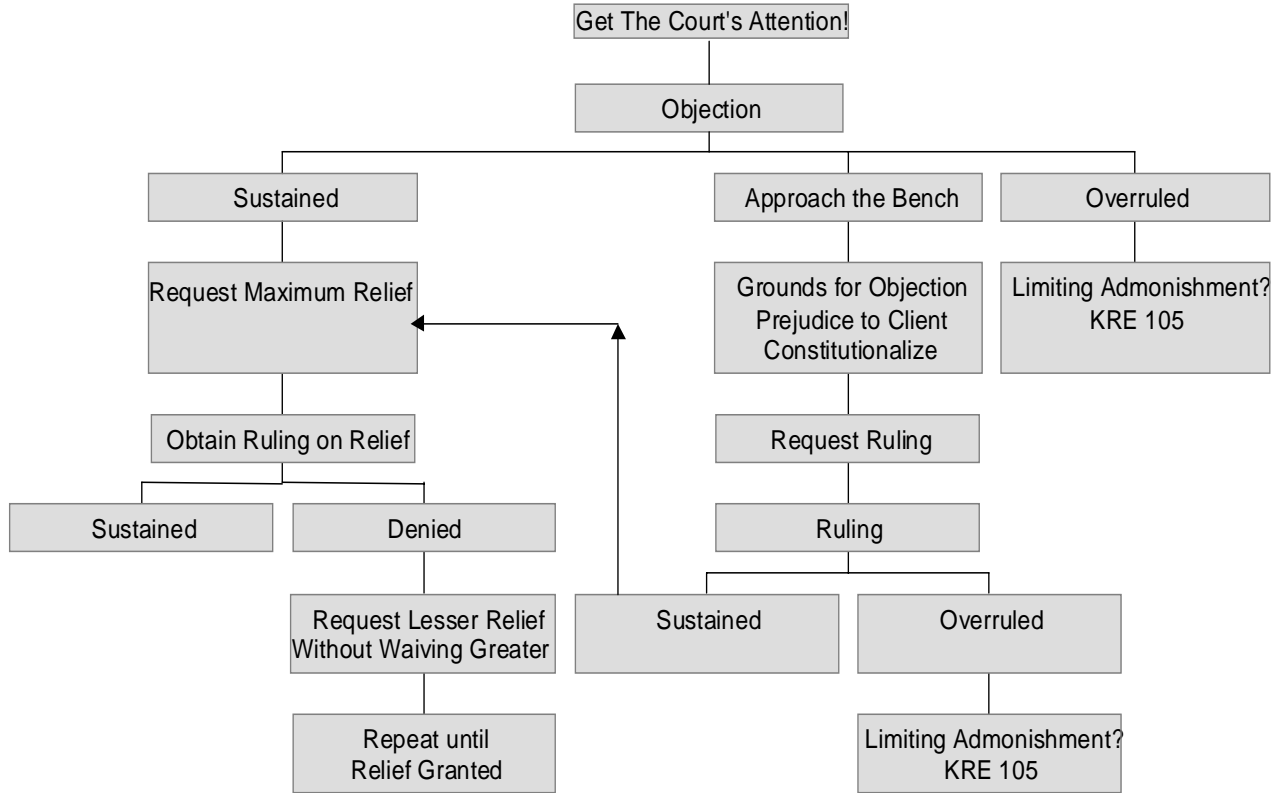 Get The Court's Attention!
Objection
Sustained
Approach the Bench
Overruled
Request Maximum Relief
Grounds for Objection
Prejudice to Client
Constitutionalize
Limiting Admonishment?
KRE 105
Obtain Ruling on Relief
Request Ruling
Sustained
Denied
Ruling
Request Lesser Relief
Without Waiving Greater
Sustained
Overruled
Repeat until
Relief Granted
Limiting Admonishment?
KRE 105